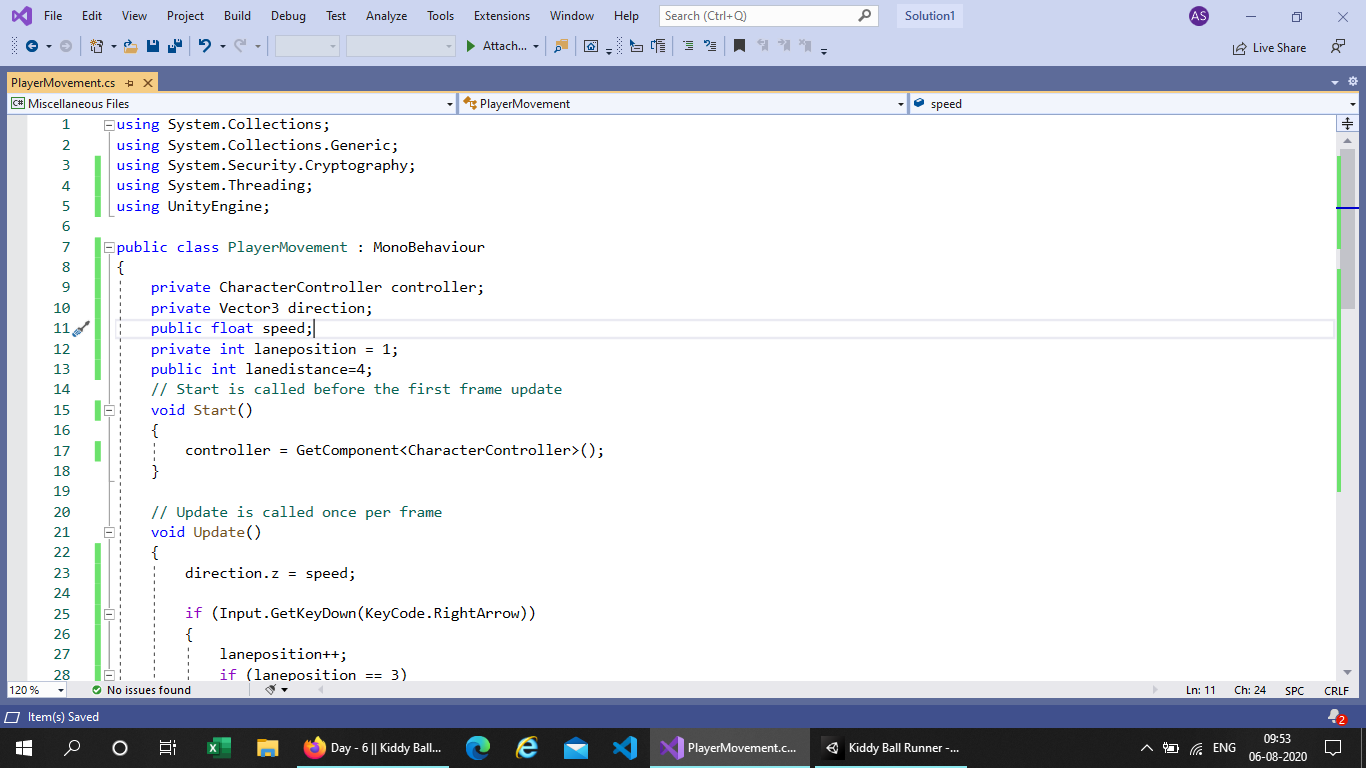 File Edit View Project Build Debug Test Analyze Tools Extensions Window Help Search (Ctrl+Q) Solution1 AS
Attach... Live Share
PlayerMovement.cs
C# Miscellaneous Files PlayerMovement speed
1 using System.Collections;
2 using System.Collections.Generic;
3 using System.Security.Cryptography;
4 using System.Threading;
5 using UnityEngine;
6
7 public class PlayerMovement : MonoBehaviour
8 {
9 private CharacterController controller;
10 private Vector3 direction;
11 public float speed;
12 private int laneposition = 1;
13 public int lanedistance=4;
14 // Start is called before the first frame update
15 void Start()
16 {
17 controller = GetComponent<CharacterController>();
18 }
19
20 // Update is called once per frame
21 void Update()
22 {
23 direction.z = speed;
24
25 if (Input.GetKeyDown(KeyCode.RightArrow))
26 {
27 laneposition++;
28 if (laneposition == 3)
120 % No issues found Ln: 11 Ch: 24 SPC CRLF
Item(s) Saved 2
Day - 6 || Kiddy Ball... PlayerMovement.c... Kiddy Ball Runner -... ENG 09:53
06-08-2020